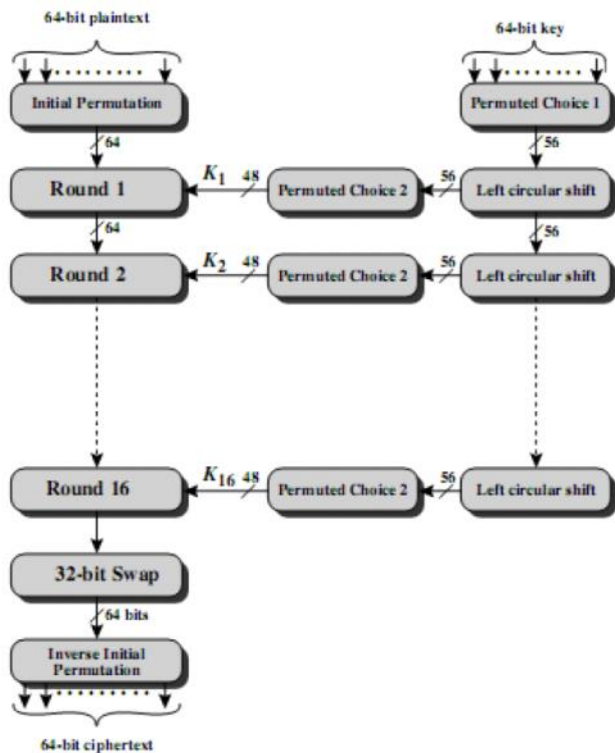 64-bit plaintext
64-bit key
Initial Permutation
Permuted Choice 1
64
56
Round 1
K1
48
Permuted Choice 2
56
Left circular shift
64
56
Round 2
K2
48
Permuted Choice 2
56
Left circular shift
Round 16
K16
48
Permuted Choice 2
56
Left circular shift
32-bit Swap
64 bits
Inverse Initial
Permutation
64-bit ciphertext